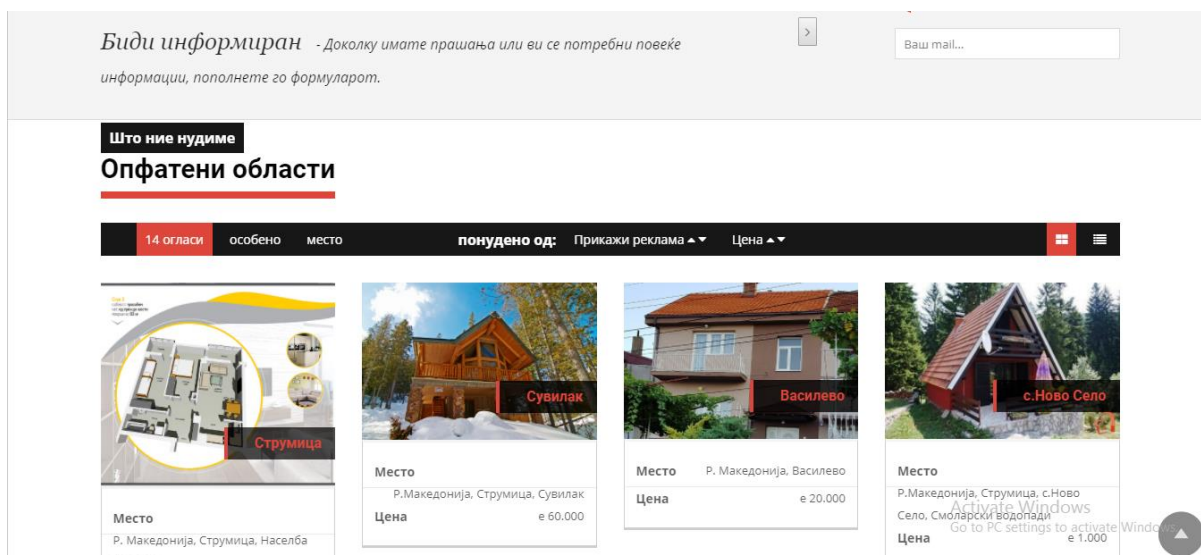 Биди информиран - Доколку имате прашања или ви се потребни повеќе
информации, пополнете го формуларот.
Ваш mail...
Што ние нудиме
Опфатени области
14 огласи особено место понудено од: Прикажи реклама Цена
Струмица
Место
Р. Македонија, Струмица, Населба
Сувилак
Место
Р.Македонија, Струмица, Сувилак
Цена е 60.000
Василево
Место Р. Македонија, Василево
Цена е 20.000
с.Ново Село
Место
Р.Македонија, Струмица, с.Ново
Село, Смоларски водопади
Цена е 1.000
Activate Windows
Go to PC settings to activate Windows